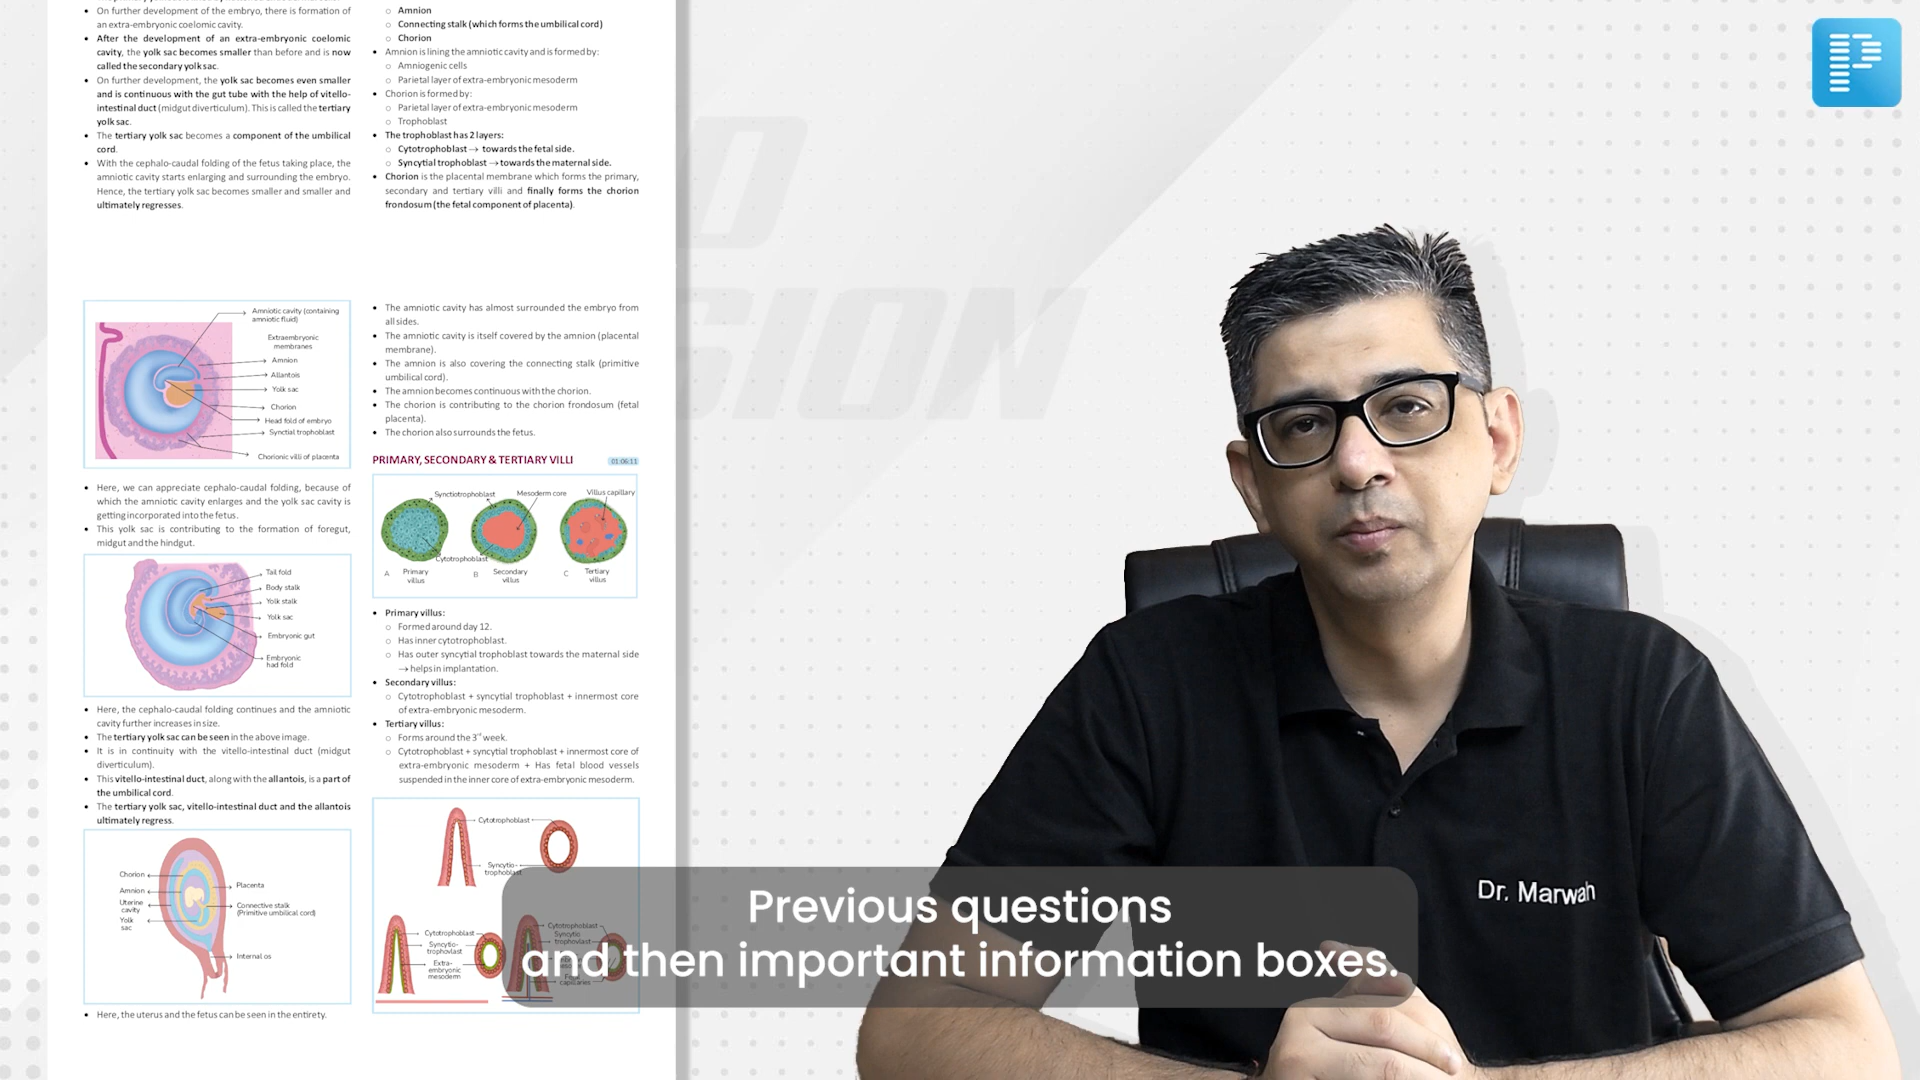 On further development of the embryo, there is formation of
an extra-embryonic coelomic cavity.
After the development of an extra-embryonic coelomic
cavity, the yolk sac becomes smaller than before and is now
called the secondary yolk sac.
On further development, the yolk sac becomes even smaller
and is continuous with the gut tube with the help of vitello-
intestinal duct (midgut diverticulum). This is called the tertiary
yolk sac.
The tertiary yolk sac becomes a component of the umbilical
cord.
With the cephalo-caudal folding of the fetus taking place, the
amniotic cavity starts enlarging and surrounding the embryo.
Hence, the tertiary yolk sac becomes smaller and smaller and
ultimately regresses.
Amniotic cavity (containing
amniotic fluid)
Extraembryonic
membranes
Amnion
Allantois
Yolk sac
Chorion
Head fold of embryo
Synctial trophoblast
Chorionic villi of placenta
Here, we can appreciate cephalo-caudal folding, because of
which the amniotic cavity enlarges and the yolk sac cavity is
getting incorporated into the fetus.
This yolk sac is contributing to the formation of foregut,
midgut and the hindgut.
Tail fold
Body stalk
Yolk stalk
Yolk sac
Embryonic gut
Embryonic
had fold
Here, the cephalo-caudal folding continues and the amniotic
cavity further increases in size.
The tertiary yolk sac can be seen in the above image.
It is in continuity with the vitello-intestinal duct (midgut
diverticulum).
This vitello-intestinal duct, along with the allantois, is a part of
the umbilical cord.
The tertiary yolk sac, vitello-intestinal duct and the allantois
ultimately regress.
Chorion
Amnion
Uterine
cavity
Yolk
sac
Placenta
Connective stalk
(Primitive umbilical cord)
Internal os
Here, the uterus and the fetus can be seen in the entirety.
Amnion
Connecting stalk (which forms the umbilical cord)
Chorion
Amnion is lining the amniotic cavity and is formed by:
Amniogenic cells
Parietal layer of extra-embryonic mesoderm
Chorion is formed by:
Parietal layer of extra-embryonic mesoderm
Trophoblast
The trophoblast has 2 layers:
Cytotrophoblast → towards the fetal side.
Syncytial trophoblast → towards the maternal side.
Chorion is the placental membrane which forms the primary,
secondary and tertiary villi and finally forms the chorion
frondosum (the fetal component of placenta).
The amniotic cavity has almost surrounded the embryo from
all sides.
The amniotic cavity is itself covered by the amnion (placental
membrane).
The amnion is also covering the connecting stalk (primitive
umbilical cord).
The amnion becomes continuous with the chorion.
The chorion is contributing to the chorion frondosum (fetal
placenta).
The chorion also surrounds the fetus.
PRIMARY, SECONDARY & TERTIARY VILLI
01:06:11
Synctiotrophoblast
Mesoderm core
Villus capillary
Cytotrophoblast
A Primary
villus
B Secondary
villus
C Tertiary
villus
Primary villus:
Formed around day 12.
Has inner cytotrophoblast.
Has outer syncytial trophoblast towards the maternal side
→ helps in implantation.
Secondary villus:
Cytotrophoblast + syncytial trophoblast + innermost core
of extra-embryonic mesoderm.
Tertiary villus:
Forms around the 3rd week.
Cytotrophoblast + syncytial trophoblast + innermost core of
extra-embryonic mesoderm + Has fetal blood vessels
suspended in the inner core of extra-embryonic mesoderm.
Cytotrophoblast
Syncytio-
trophoblast
Cytotrophoblast
Syncytio-
trophovlast
Extra-
embryonic
mesoderm
Cytotrophoblast
Syncytio-
trophovlast
capillaries
Previous questions
and then important information boxes.
Dr. Marwah